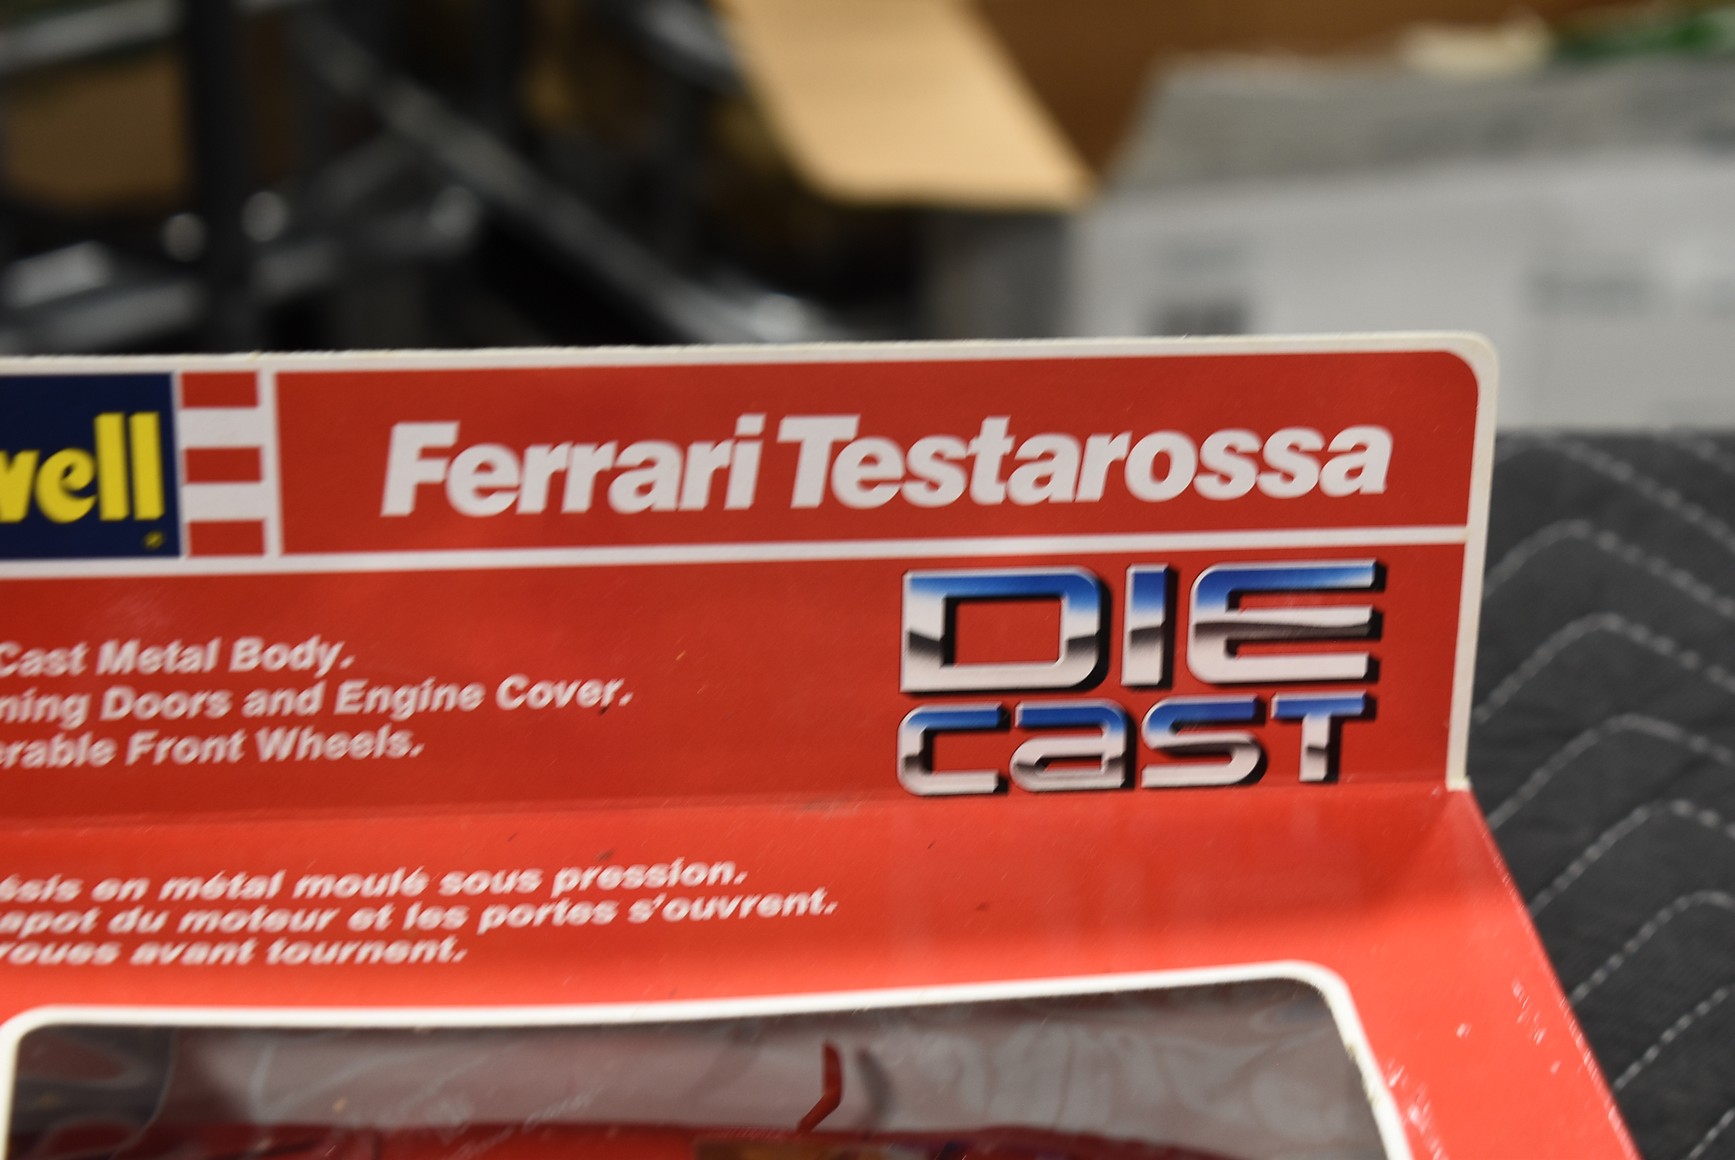 well
Ferrari Testarossa
DIE
CAST
Cast Metal Body.
ning Doors and Engine Cover.
erable Front Wheels.
ésis en métal moulé sous pression.
apot du moteur et les portes s'ouvrent.
roues avant tournent.